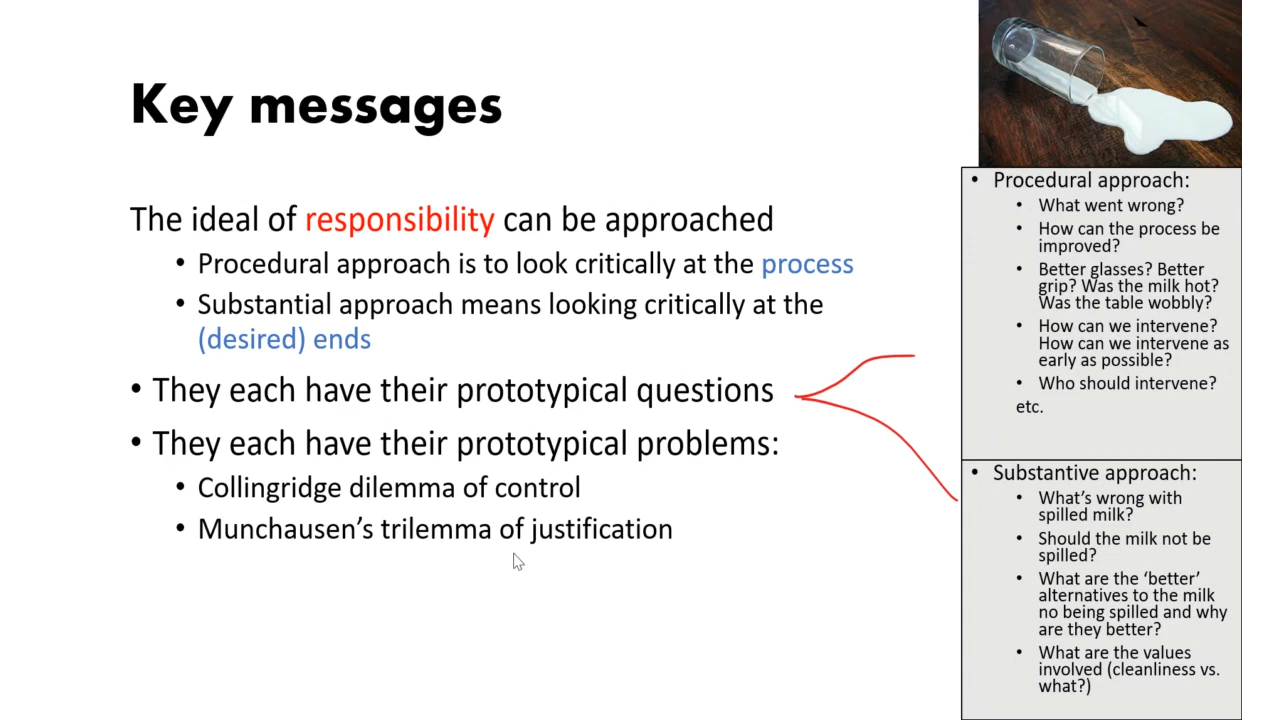 Key messages
The ideal of responsibility can be approached
• Procedural approach is to look critically at the process
• Substantial approach means looking critically at the
(desired) ends
• They each have their prototypical questions
• They each have their prototypical problems:
• Collingridge dilemma of control
• Munchausen's trilemma of justification
• Procedural approach:
• What went wrong?
• How can the process be
improved?
• Better glasses? Better
grip? Was the milk hot?
Was the table wobbly?
• How can we intervene?
How can we intervene as
early as possible?
• Who should intervene?
etc.
• Substantive approach:
• What's wrong with
spilled milk?
• Should the milk not be
spilled?
• What are the ‘better’
alternatives to the milk
no being spilled and why
are they better?
• What are the values
involved (cleanliness vs.
what?)